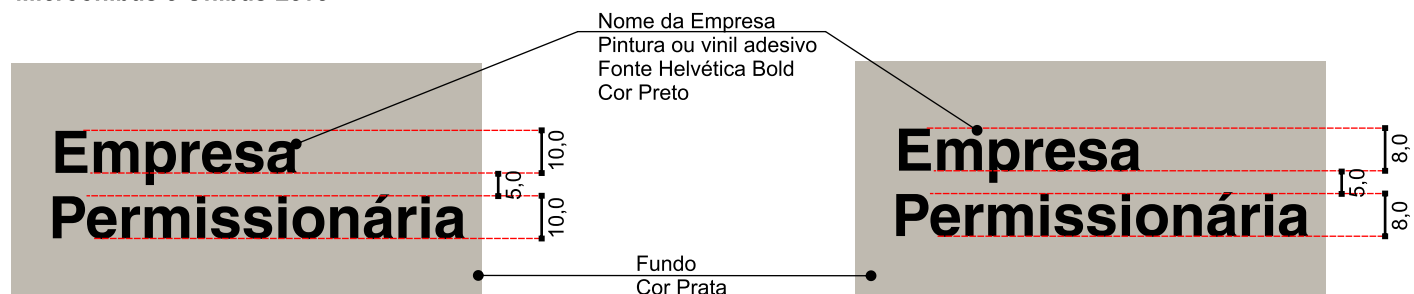 Nome da Empresa
Pintura ou vinil adesivo
Fonte Helvética Bold
Cor Preto
Empresa
Permissionária
10,0
5,0
10,0
Empresa
Permissionária
8,0
5,0
8,0
Fundo
Cor Prata